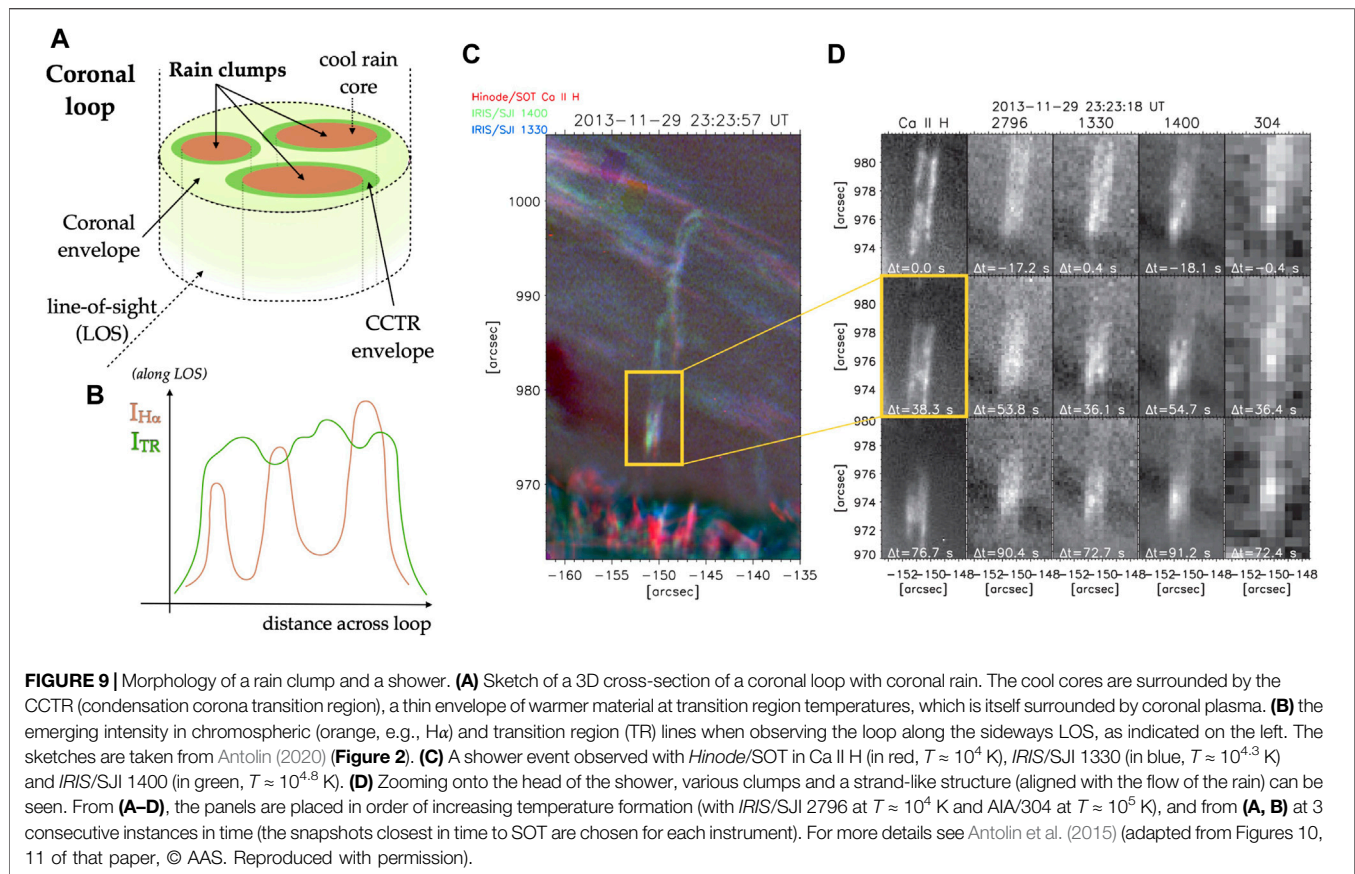 A
Coronal
loop
Rain clumps
cool rain
core
Coronal
envelope
line-of-sight
(LOS)
CCTR
envelope
B
(along LOS)
I_Hα
I_TR
distance across loop
C
Hinode/SOT Ca II H
IRIS/SJI 1400
IRIS/SJI 1330
2013−11−29 23:23:57 UT
1000
990
980
970
[arcsec]
−160 −155 −150 −145 −140 −135
[arcsec]
D
2013−11−29 23:23:18 UT
Ca II H 2796 1330 1400 304
980
978
976
974
[arcsec]
Δt=0.0 s Δt=−17.2 s Δt=0.4 s Δt=−18.1 s Δt=−0.4 s
980
978
976
974
[arcsec]
Δt=38.3 s Δt=53.8 s Δt=36.1 s Δt=54.7 s Δt=36.4 s
980
978
976
974
972
970
[arcsec]
Δt=76.7 s Δt=90.4 s Δt=72.7 s Δt=91.2 s Δt=72.4 s
−152−150−148 −152−150−148 −152−150−148 −152−150−148 −152−150−148
[arcsec] [arcsec] [arcsec] [arcsec] [arcsec]
FIGURE 9 | Morphology of a rain clump and a shower. (A) Sketch of a 3D cross-section of a coronal loop with coronal rain. The cool cores are surrounded by the
CCTR (condensation corona transition region), a thin envelope of warmer material at transition region temperatures, which is itself surrounded by coronal plasma. (B) the
emerging intensity in chromospheric (orange, e.g., Hα) and transition region (TR) lines when observing the loop along the sideways LOS, as indicated on the left. The
sketches are taken from Antolin (2020) (Figure 2). (C) A shower event observed with Hinode/SOT in Ca II H (in red, T ≈ 10⁴ K), IRIS/SJI 1330 (in blue, T ≈ 10⁴·³ K)
and IRIS/SJI 1400 (in green, T ≈ 10⁴·⁸ K). (D) Zooming onto the head of the shower, various clumps and a strand-like structure (aligned with the flow of the rain) can be
seen. From (A–D), the panels are placed in order of increasing temperature formation (with IRIS/SJI 2796 at T ≈ 10⁴ K and AIA/304 at T ≈ 10⁵ K), and from (A, B) at 3
consecutive instances in time (the snapshots closest in time to SOT are chosen for each instrument). For more details see Antolin et al. (2015) (adapted from Figures 10,
11 of that paper, © AAS. Reproduced with permission).